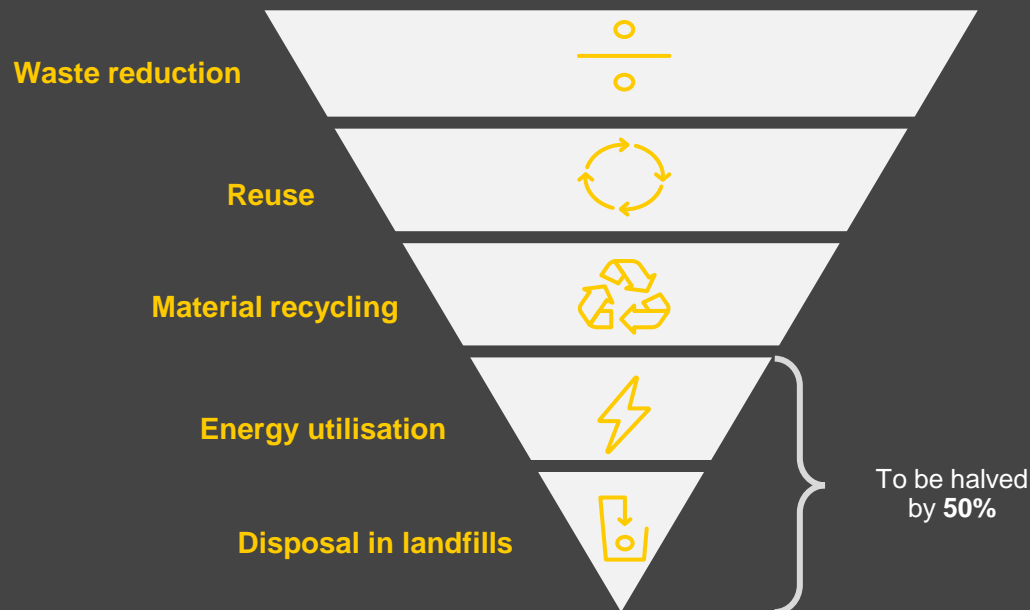 Waste reduction
Reuse
Material recycling
Energy utilisation
To be halved
by 50%
Disposal in landfills